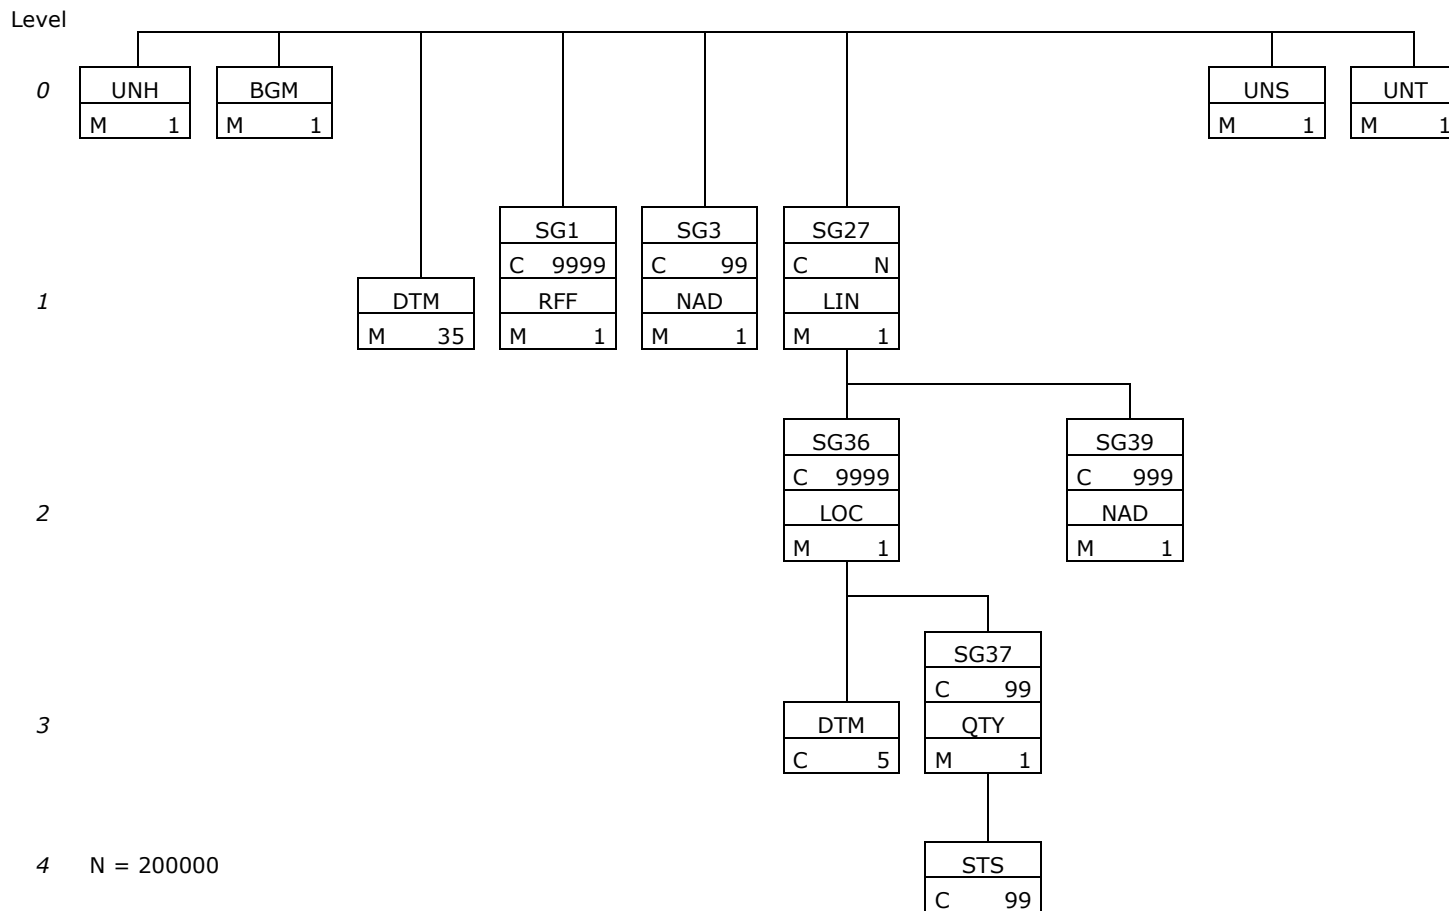 Level
0 UNH BGM UNS UNT
M 1 M 1 M 1 M 1
SG1 SG3 SG27
C 9999 C 99 C N
1 DTM RFF NAD LIN
M 35 M 1 M 1 M 1
SG36 SG39
C 9999 C 999
2 LOC NAD
M 1 M 1
SG37
C 99
3 DTM QTY
C 5 M 1
4 N = 200000 STS
C 99